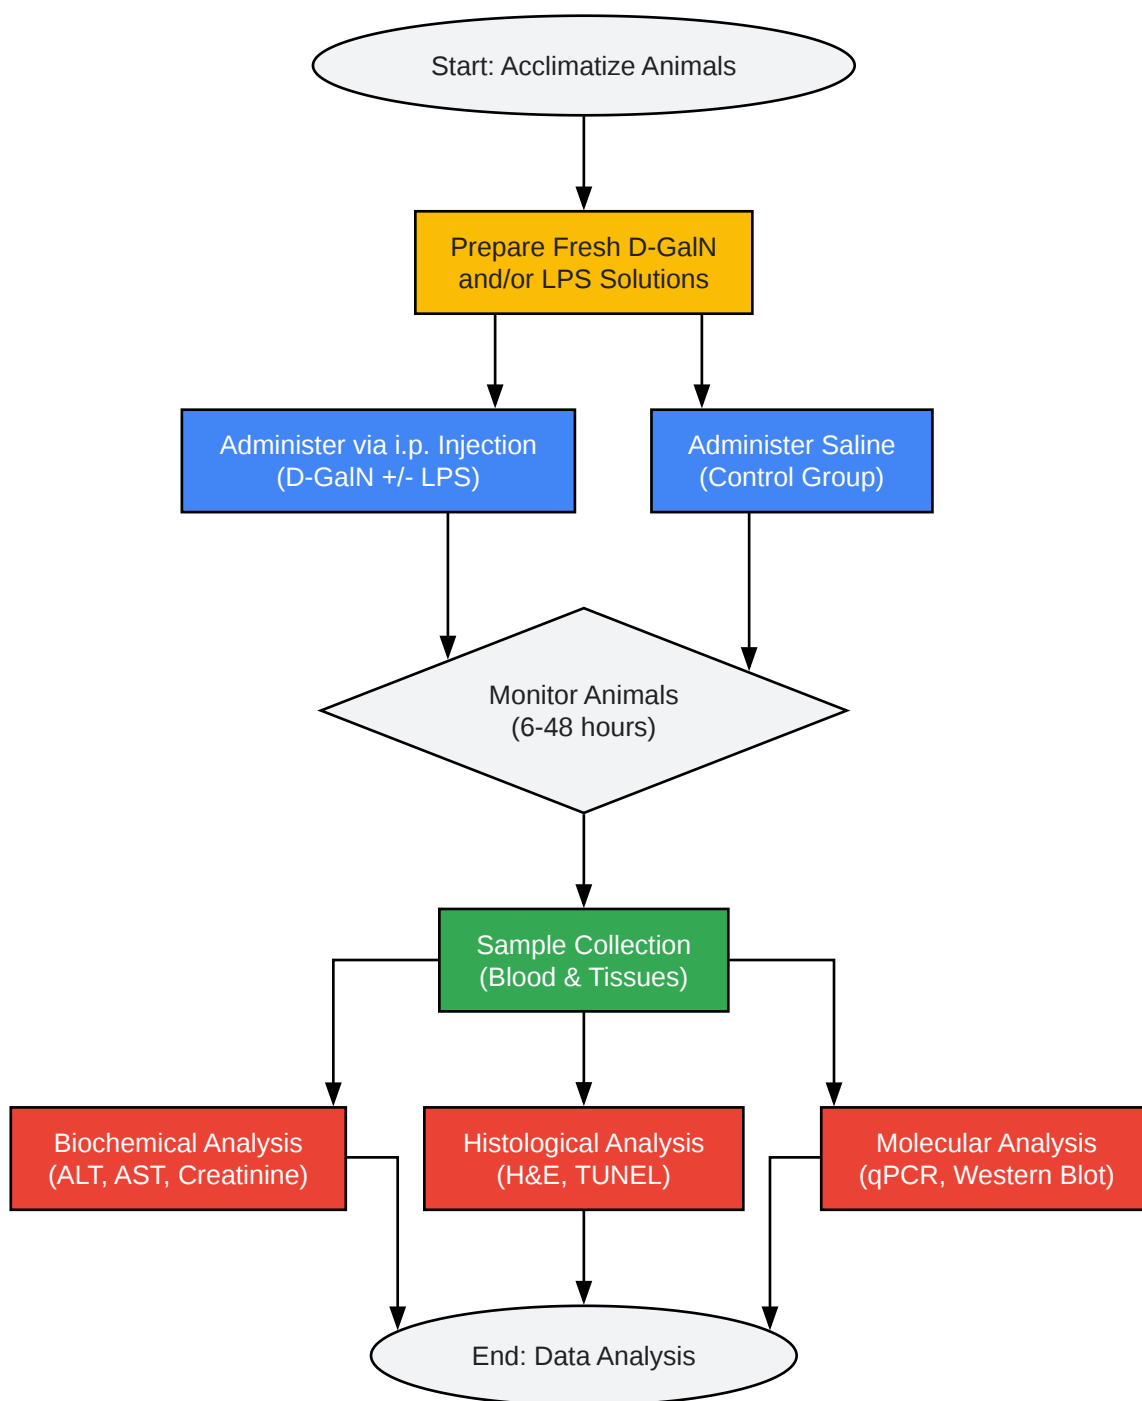 Start: Acclimatize Animals
Prepare Fresh D-GalN
and/or LPS Solutions
Administer via i.p. Injection
(D-GalN +/- LPS)
Administer Saline
(Control Group)
Monitor Animals
(6-48 hours)
Sample Collection
(Blood & Tissues)
Biochemical Analysis
(ALT, AST, Creatinine)
Histological Analysis
(H&E, TUNEL)
Molecular Analysis
(qPCR, Western Blot)
End: Data Analysis